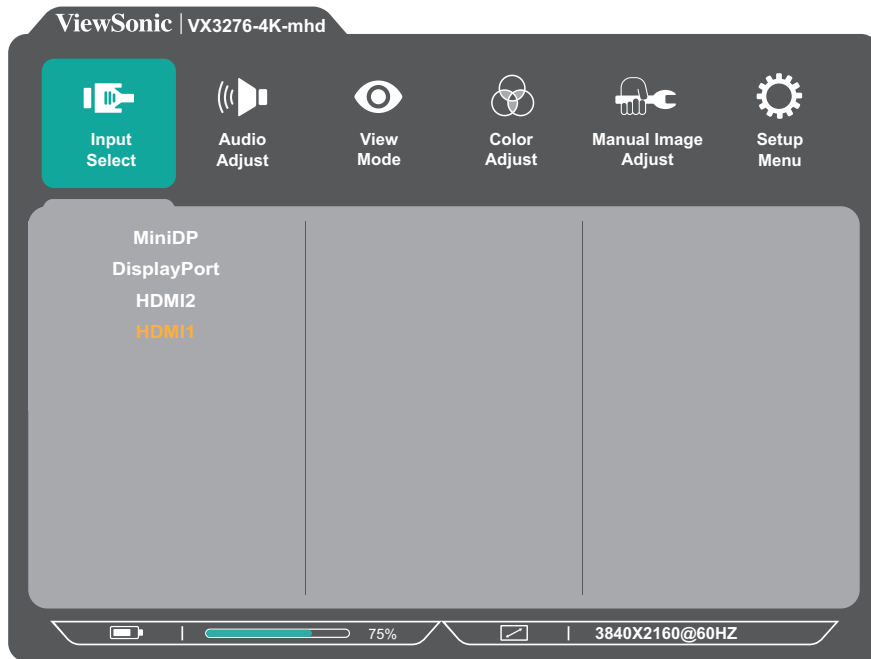 ViewSonic | VX3276-4K-mhd
Input
Select
Audio
Adjust
View
Mode
Color
Adjust
Manual Image
Adjust
Setup
Menu
MiniDP
DisplayPort
HDMI2
HDMI1
75%
3840X2160@60HZ